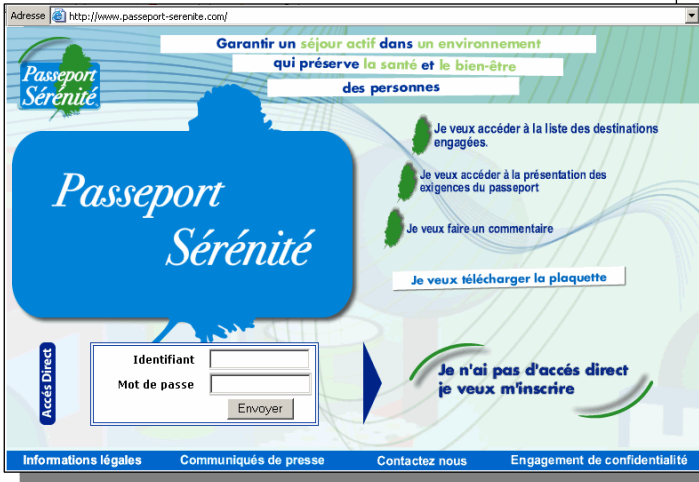 Adresse http://www.passeport-serenite.com/
Garantir un séjour actif dans un environnement
qui préserve la santé et le bien-être
des personnes
Passeport
Sérénité
Je veux accéder à la liste des destinations
engagées.
Je veux accéder à la présentation des
exigences du passeport
Je veux faire un commentaire
Passeport
Sérénité
Je veux télécharger la plaquette
Accés Direct
Identifiant
Mot de passe
Envoyer
Je n'ai pas d'accés direct
je veux m'inscrire
Informations légales Communiqués de presse Contactez nous Engagement de confidentialité